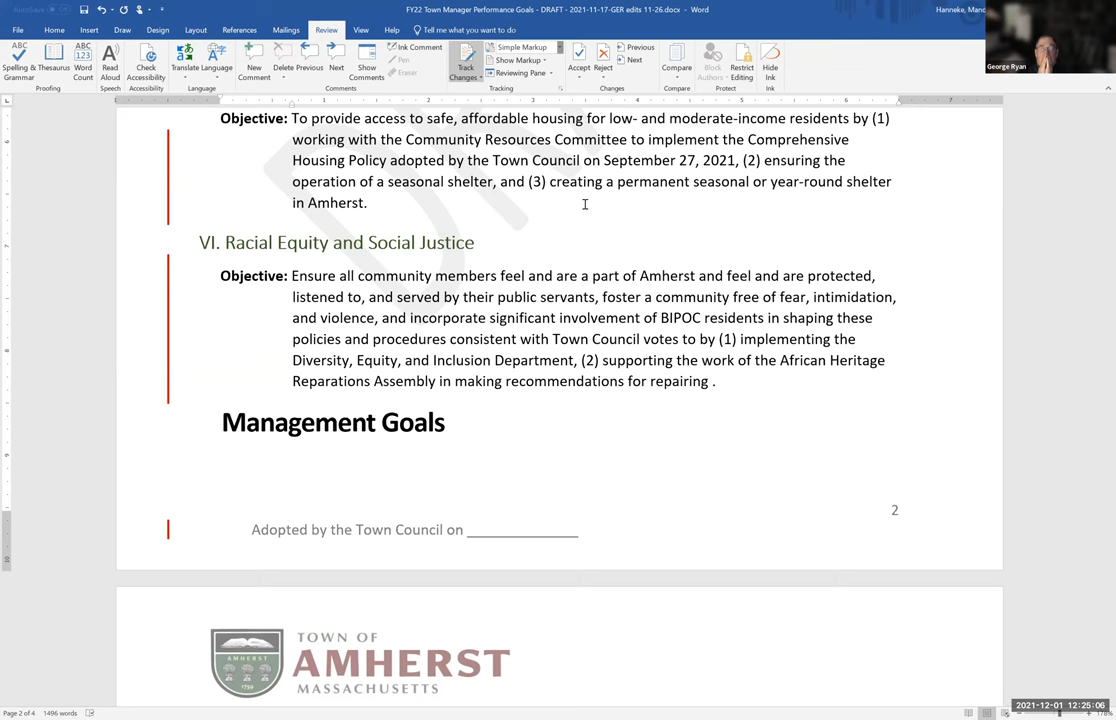 AutoSave Off
FY22 Town Manager Performance Goals - DRAFT - 2021-11-17-GER edits 11-26.docx - Word
Hanneke, Manc
File Home Insert Draw Design Layout References Mailings Review View Help Tell me what you want to do
Spelling & Grammar
Thesaurus
Word Count
Read Aloud
Check Accessibility
Translate
Language
New Comment
Delete
Previous
Next
Show Comments
Ink Comment
Pen
Eraser
Track Changes
Simple Markup
Show Markup
Reviewing Pane
Accept
Reject
Previous
Next
Compare
Block Authors
Restrict Editing
Hide Ink
Proofing Speech Accessibility Language Comments Tracking Changes Compare Protect Ink
George Ryan
Objective: To provide access to safe, affordable housing for low- and moderate-income residents by (1)
working with the Community Resources Committee to implement the Comprehensive
Housing Policy adopted by the Town Council on September 27, 2021, (2) ensuring the
operation of a seasonal shelter, and (3) creating a permanent seasonal or year-round shelter
in Amherst.
VI. Racial Equity and Social Justice
Objective: Ensure all community members feel and are a part of Amherst and feel and are protected,
listened to, and served by their public servants, foster a community free of fear, intimidation,
and violence, and incorporate significant involvement of BIPOC residents in shaping these
policies and procedures consistent with Town Council votes to by (1) implementing the
Diversity, Equity, and Inclusion Department, (2) supporting the work of the African Heritage
Reparations Assembly in making recommendations for repairing .
Management Goals
2
Adopted by the Town Council on _______________
TOWN OF
AMHERST
MASSACHUSETTS
AMHERST
1759
Page 2 of 4 1496 words
2021-12-01 12:25:06
178%